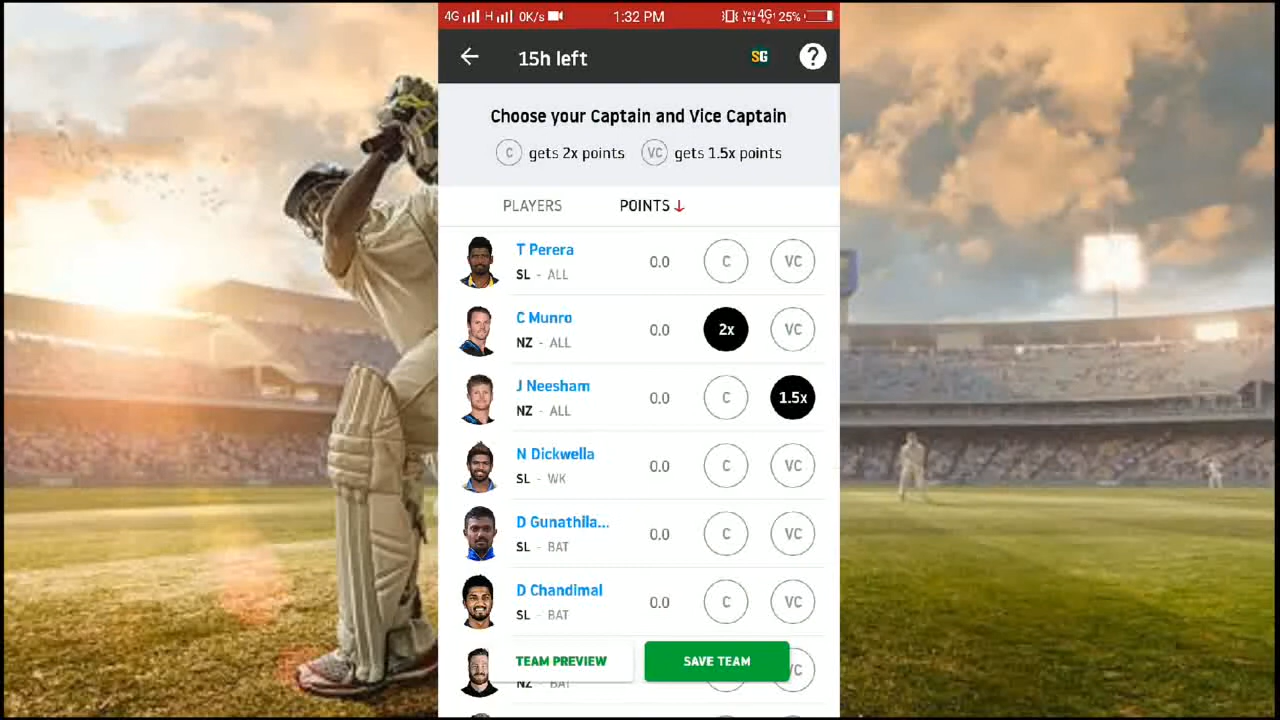 4G H 0K/s 1:32 PM 4G 25%
15h left SG ?
Choose your Captain and Vice Captain
C gets 2x points VC gets 1.5x points
PLAYERS POINTS ↓
T Perera
SL - ALL 0.0 C VC
C Munro
NZ - ALL 0.0 2x VC
J Neesham
NZ - ALL 0.0 C 1.5x
N Dickwella
SL - WK 0.0 C VC
D Gunathila...
SL - BAT 0.0 C VC
D Chandimal
SL - BAT 0.0 C VC
TEAM PREVIEW SAVE TEAM VC
NZ - BAT